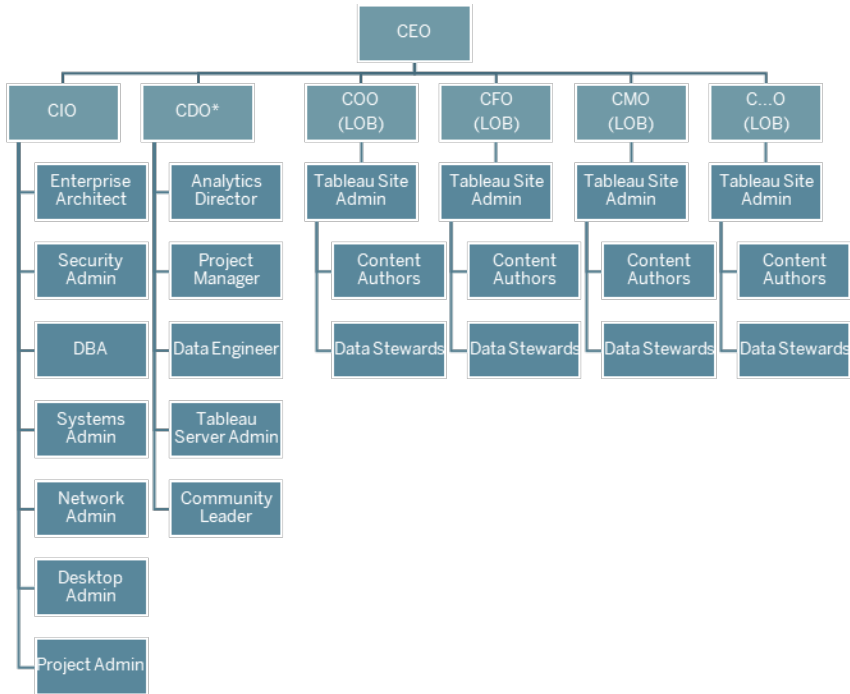 CEO
CIO
CDO*
COO
(LOB)
CFO
(LOB)
CMO
(LOB)
C...O
(LOB)
Enterprise
Architect
Analytics
Director
Tableau Site
Admin
Tableau Site
Admin
Tableau Site
Admin
Tableau Site
Admin
Security
Admin
Project
Manager
Content
Authors
Content
Authors
Content
Authors
Content
Authors
DBA
Data Engineer
Data Stewards
Data Stewards
Data Stewards
Data Stewards
Systems
Admin
Tableau
Server Admin
Network
Admin
Community
Leader
Desktop
Admin
Project Admin